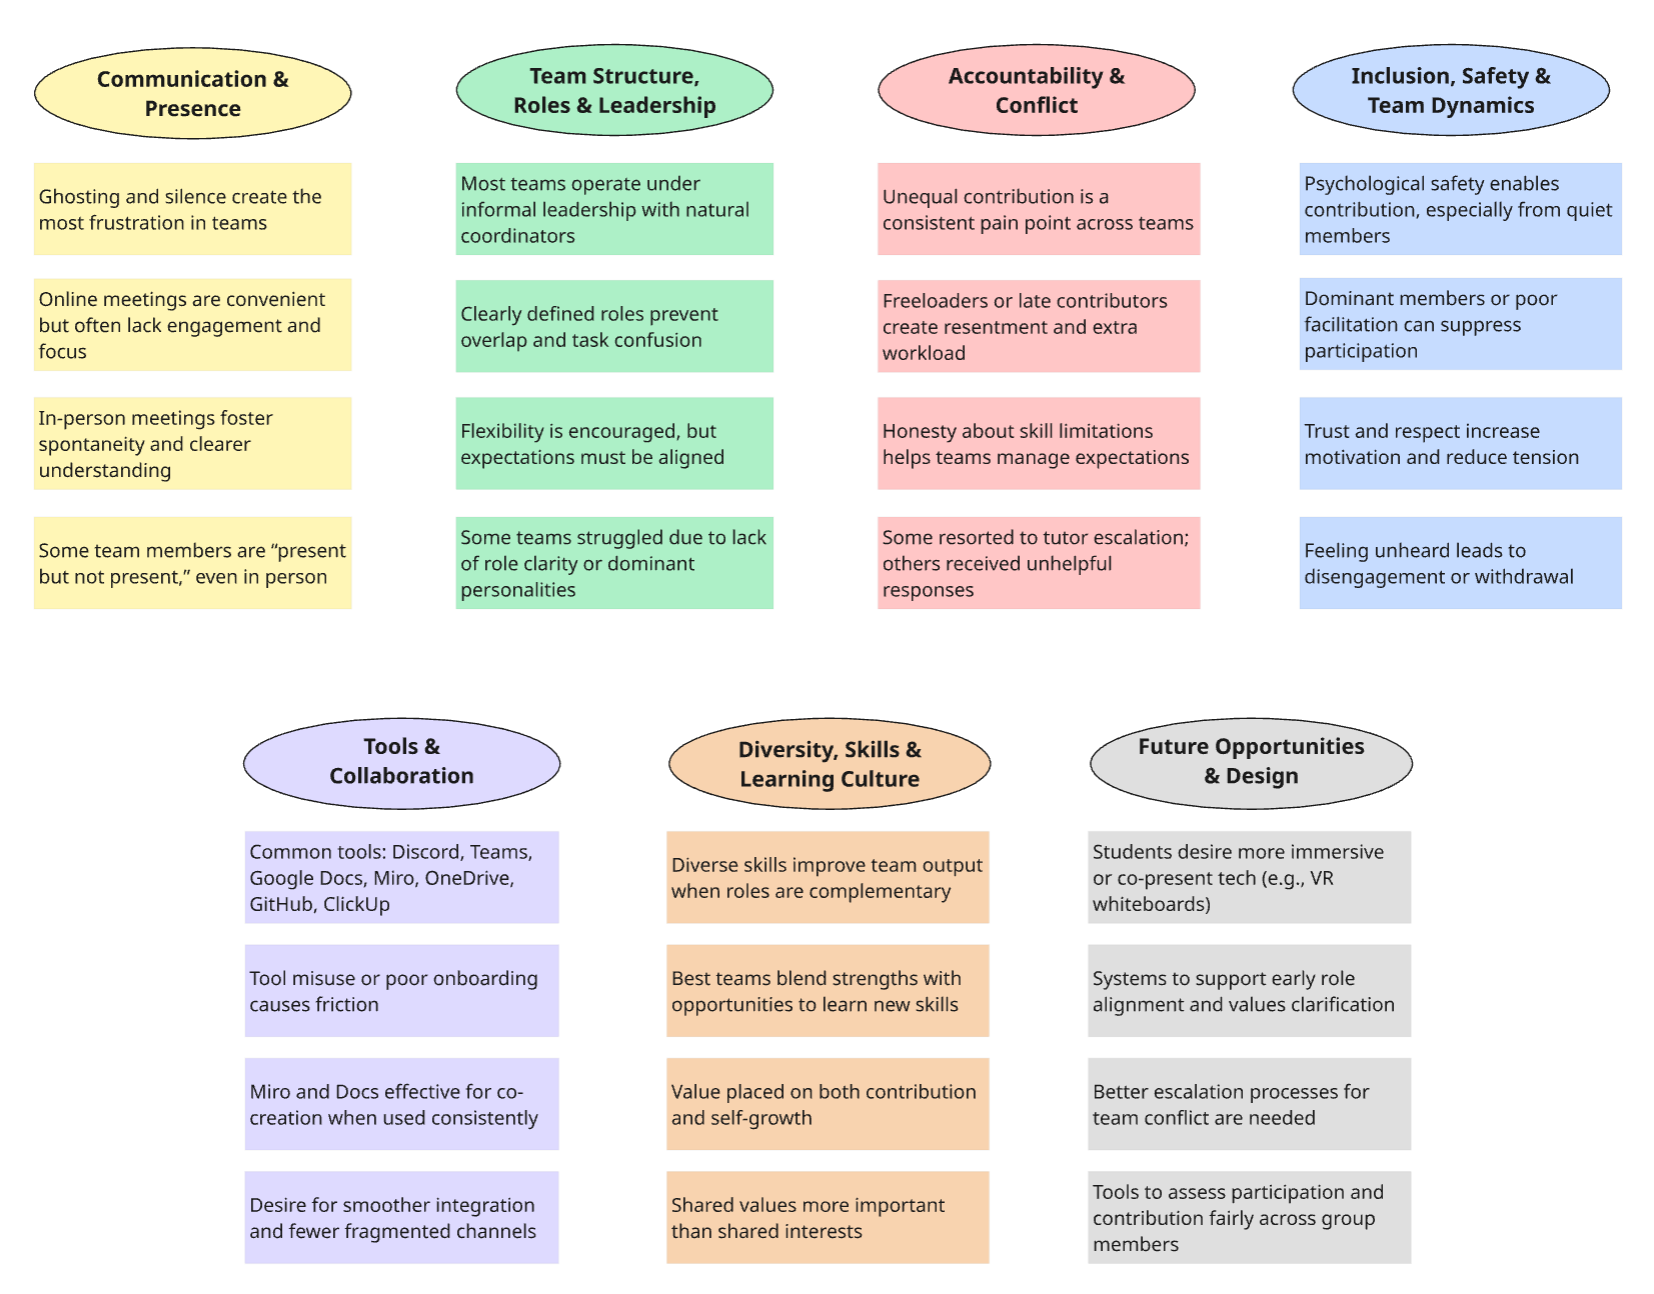 Communication &
Presence
Ghosting and silence create the
most frustration in teams
Online meetings are convenient
but often lack engagement and
focus
In-person meetings foster
spontaneity and clearer
understanding
Some team members are “present
but not present,” even in person
Team Structure,
Roles & Leadership
Most teams operate under
informal leadership with natural
coordinators
Clearly defined roles prevent
overlap and task confusion
Flexibility is encouraged, but
expectations must be aligned
Some teams struggled due to lack
of role clarity or dominant
personalities
Accountability &
Conflict
Unequal contribution is a
consistent pain point across teams
Freeloaders or late contributors
create resentment and extra
workload
Honesty about skill limitations
helps teams manage expectations
Some resorted to tutor escalation;
others received unhelpful
responses
Inclusion, Safety &
Team Dynamics
Psychological safety enables
contribution, especially from quiet
members
Dominant members or poor
facilitation can suppress
participation
Trust and respect increase
motivation and reduce tension
Feeling unheard leads to
disengagement or withdrawal
Tools &
Collaboration
Common tools: Discord, Teams,
Google Docs, Miro, OneDrive,
GitHub, ClickUp
Tool misuse or poor onboarding
causes friction
Miro and Docs effective for co-
creation when used consistently
Desire for smoother integration
and fewer fragmented channels
Diversity, Skills &
Learning Culture
Diverse skills improve team output
when roles are complementary
Best teams blend strengths with
opportunities to learn new skills
Value placed on both contribution
and self-growth
Shared values more important
than shared interests
Future Opportunities
& Design
Students desire more immersive
or co-present tech (e.g., VR
whiteboards)
Systems to support early role
alignment and values clarification
Better escalation processes for
team conflict are needed
Tools to assess participation and
contribution fairly across group
members